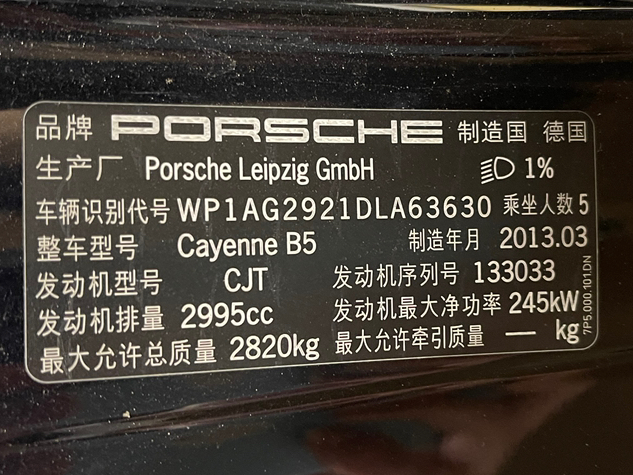 品牌 PORSCHE 制造国 德国
生产厂 Porsche Leipzig GmbH 1%
车辆识别代号 WP1AG2921DLA63630 乘坐人数 5
整车型号 Cayenne B5 制造年月 2013.03
发动机型号 CJT 发动机序列号 133033
发动机排量 2995cc 发动机最大净功率 245kW
最大允许总质量 2820kg 最大允许牵引质量 — kg
7P5.000.101.DN